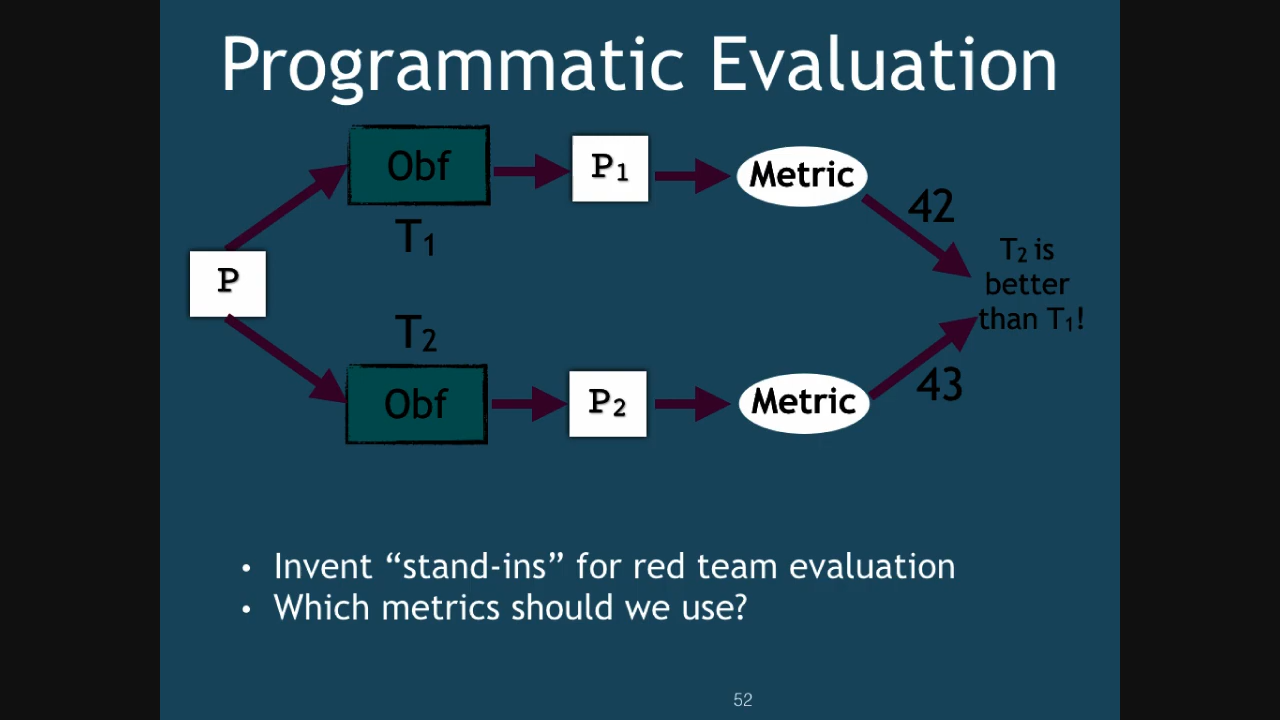 Programmatic Evaluation
Obf
P1
Metric
42
T1
T2 is
better
than T1!
P
T2
Obf
P2
Metric
43
• Invent “stand-ins” for red team evaluation
• Which metrics should we use?
52